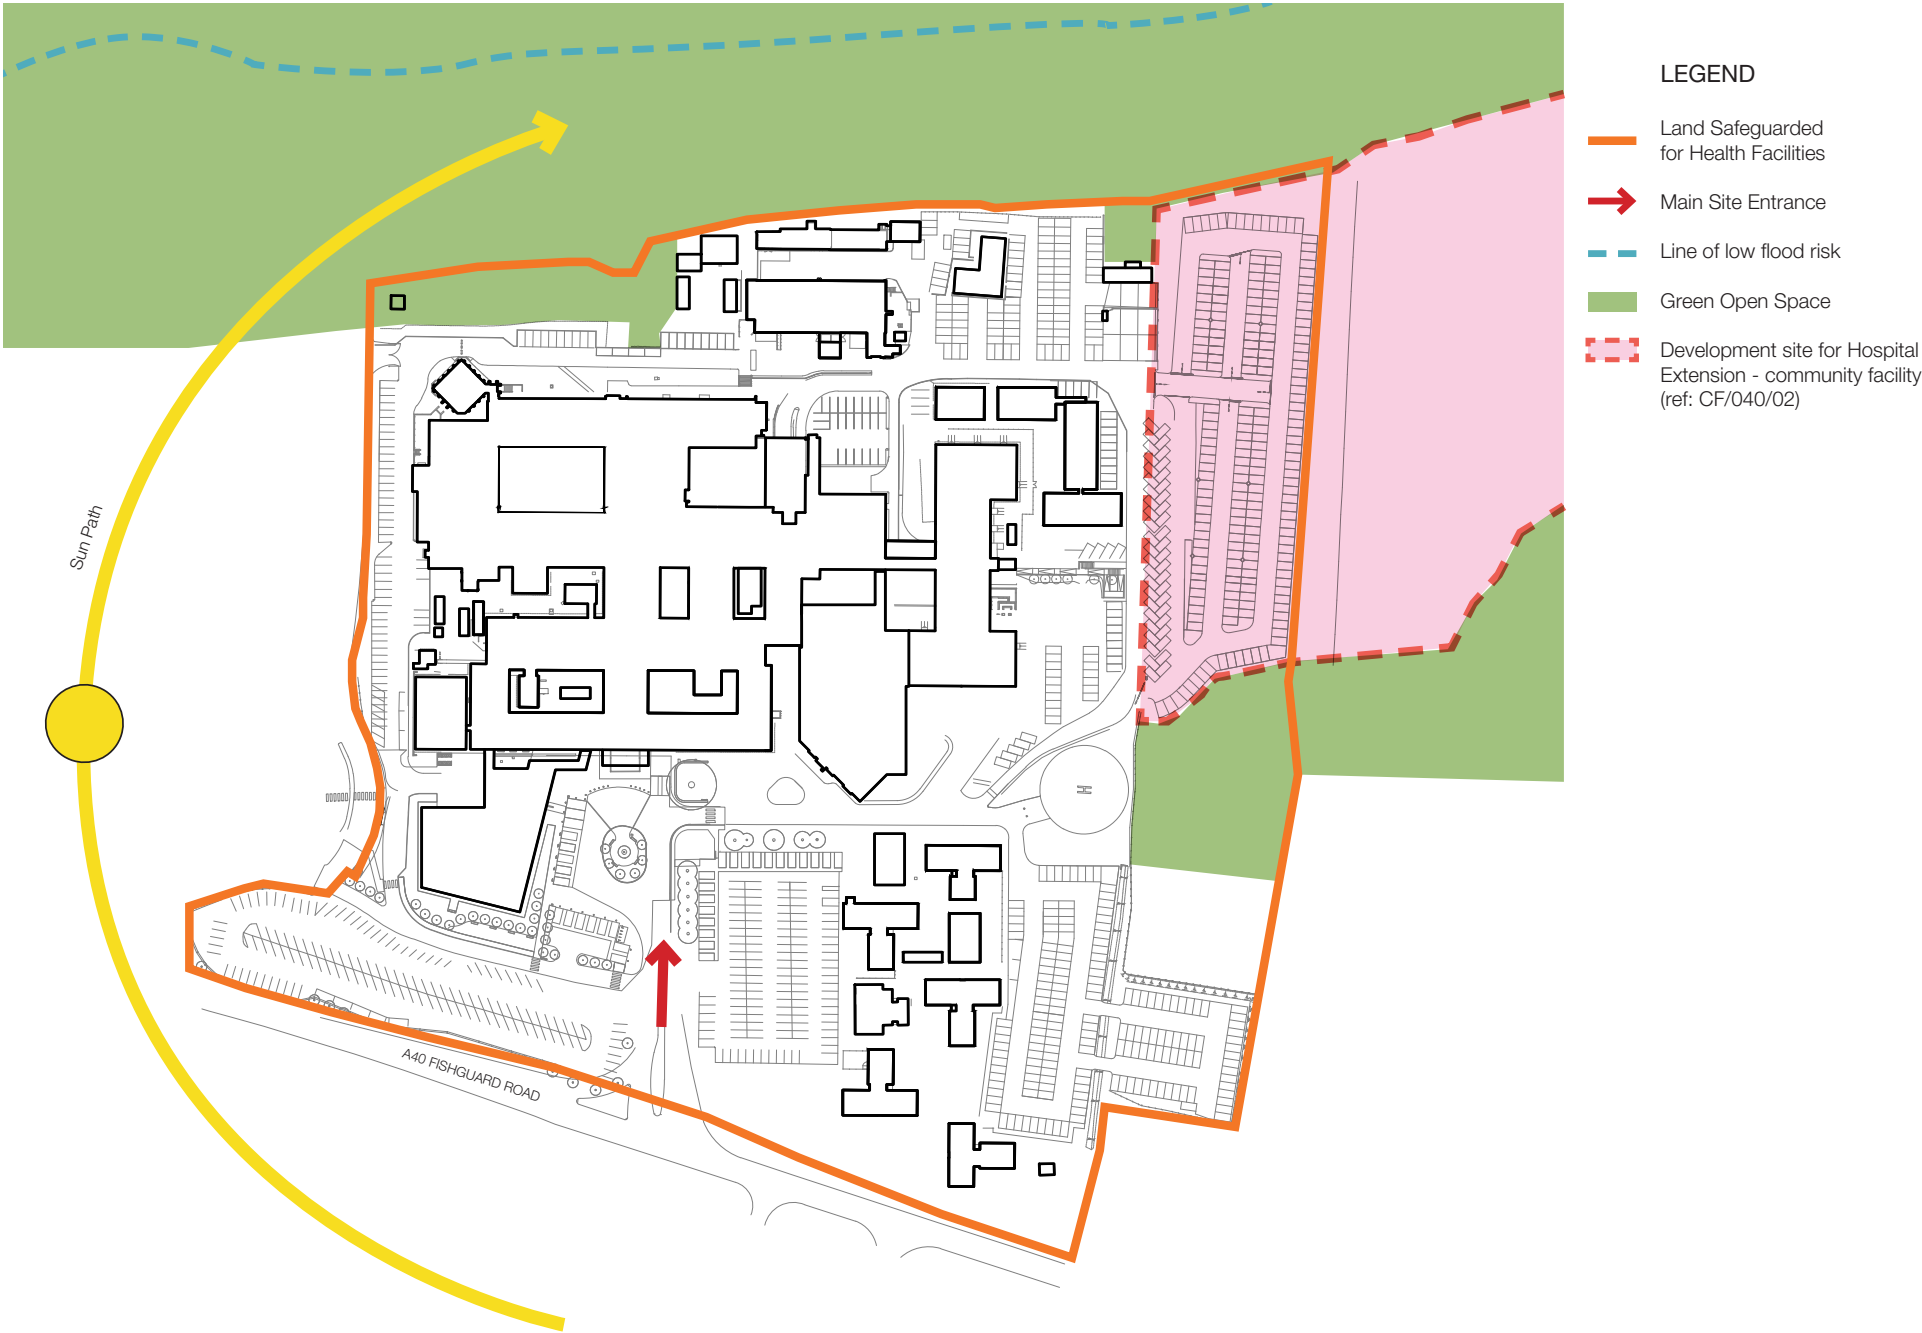 LEGEND
Land Safeguarded
for Health Facilities
Main Site Entrance
Line of low flood risk
Green Open Space
Development site for Hospital
Extension - community facility
(ref: CF/040/02)
Sun Path
H
A40 FISHGUARD ROAD